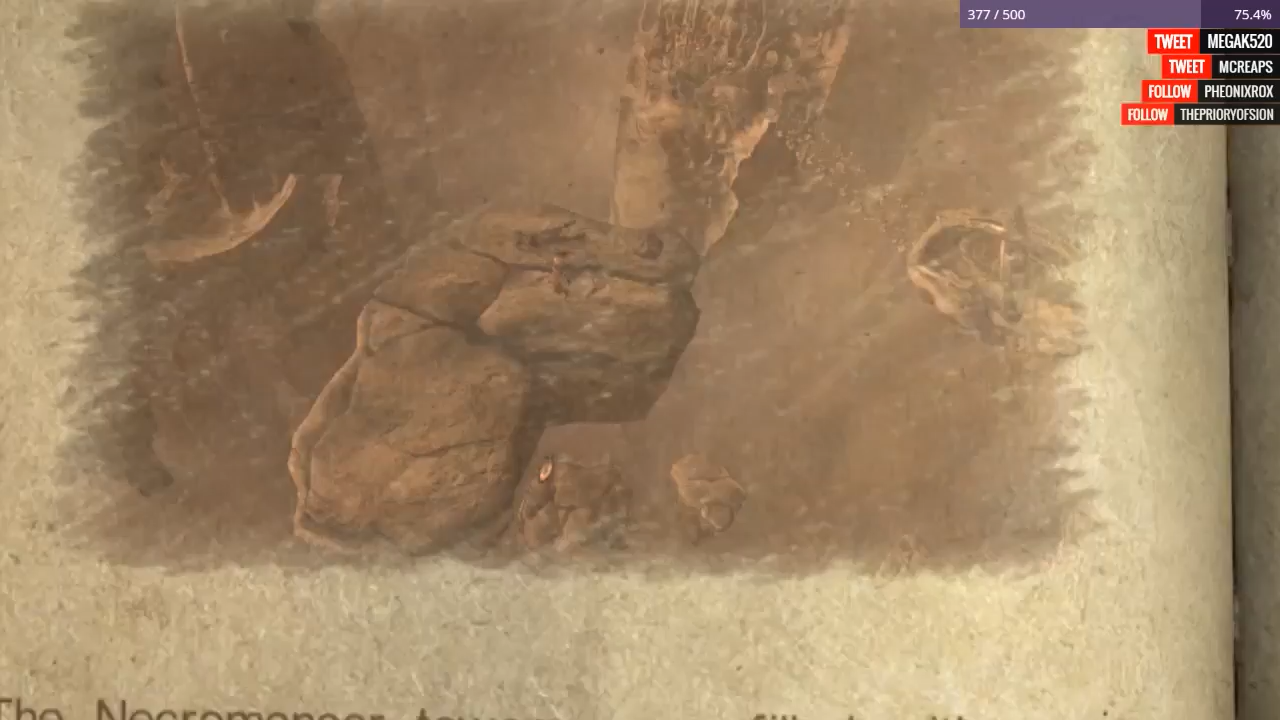 377 / 500 75.4%
TWEET MEGAK520
TWEET MCREAPS
FOLLOW PHEONIXROX
FOLLOW THEPRIORYOFSION
The Necromancer